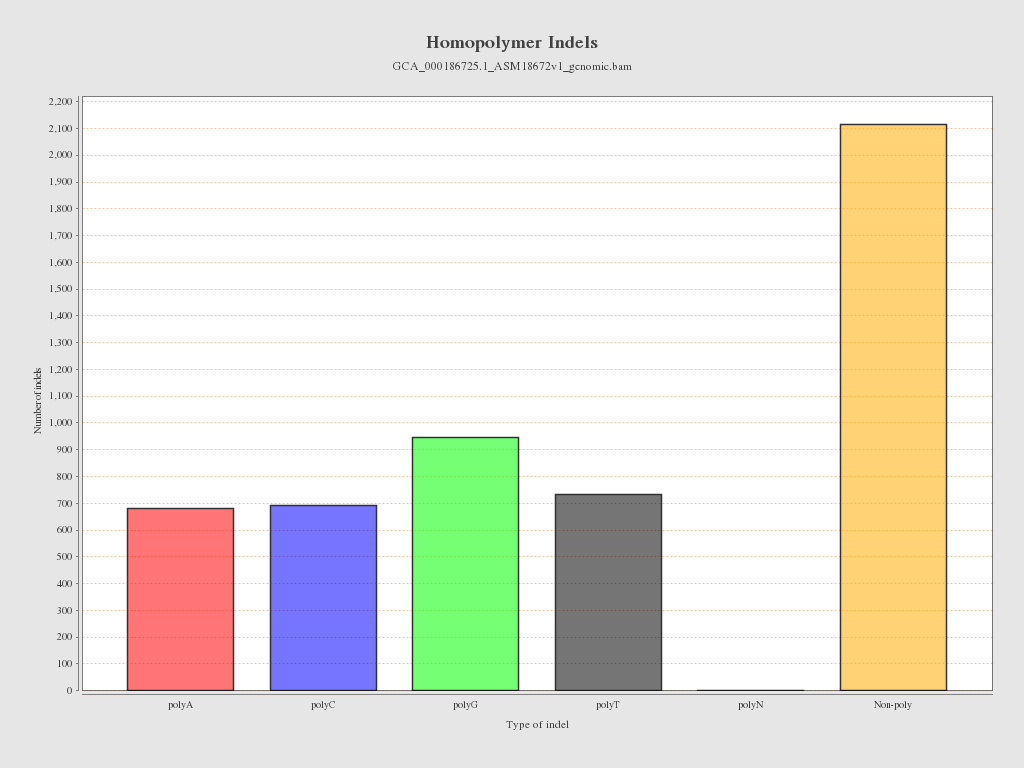 Homopolymer Indels
GCA_000186725.1_ASM18672v1_genomic.bam
2,200
2,100
2,000
1,900
1,800
1,700
1,600
1,500
1,400
1,300
1,200
1,100
1,000
900
800
700
600
500
400
300
200
100
0
Number of indels
polyA
polyC
polyG
polyT
polyN
Non-poly
Type of indel